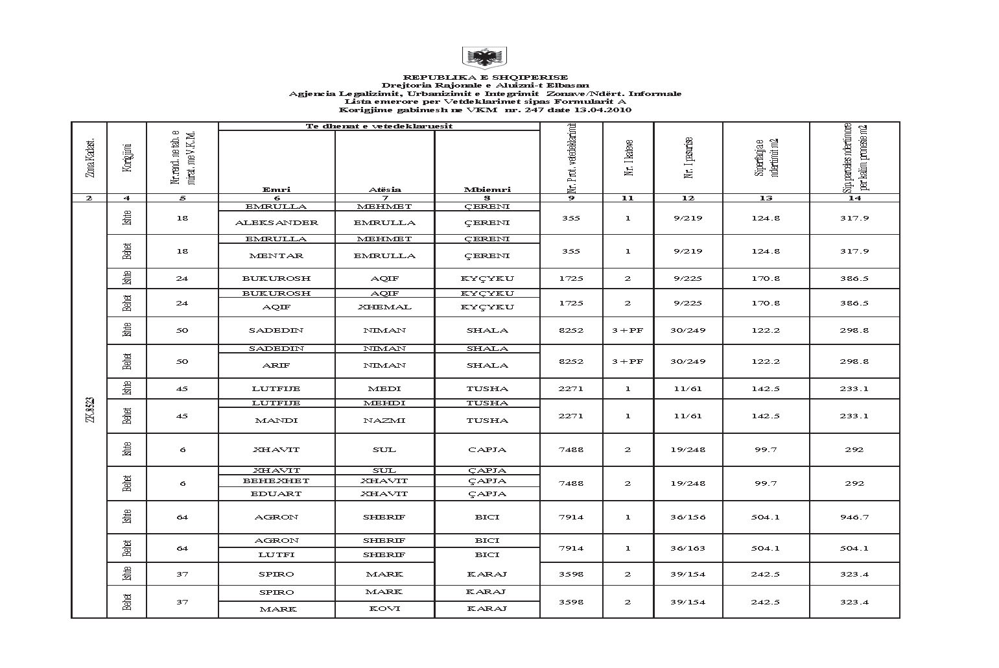 REPUBLIKA E SHQIPERISE
Drejtoria Rajonale e Aluizni-t Elbasan
Agjencia Legalizimit, Urbanizimit e Integrimit Zonave/Ndërt. Informale
Lista emerore per Vetdeklarimet sipas Formularit A
Korigjime gabimesh ne VKM nr. 247 date 13.04.2010
Zona Kadast. Korigjimi Nr.rend. ne tab. e mirat. me V.K.M. Te dhenat e vetedeklaruesit Nr. Prot. vetedeklarimit Nr. I kateve Nr. I pasurise Siperfaqja e ndertimit m2 Sip.parceles ndertimore per kalim pronesie m2
Emri Atësia Mbiemri
2 4 5 6 7 8 9 11 12 13 14
ZK.8523
Ishte 18 EMRULLA MEHMET ÇERENI 355 1 9/219 124.8 317.9
ALEKSANDER EMRULLA ÇERENI
Behet 18 EMRULLA MEHMET ÇERENI 355 1 9/219 124.8 317.9
MENTAR EMRULLA ÇERENI
Ishte 24 BUKUROSH AQIF KYÇYKU 1725 2 9/225 170.8 386.5
Behet 24 BUKUROSH AQIF KYÇYKU 1725 2 9/225 170.8 386.5
AQIF XHEMAL KYÇYKU
Ishte 50 SADEDIN NIMAN SHALA 8252 3 + PF 30/249 122.2 298.8
Behet 50 SADEDIN NIMAN SHALA 8252 3 + PF 30/249 122.2 298.8
ARIF NIMAN SHALA
Ishte 45 LUTFIJE MEDI TUSHA 2271 1 11/61 142.5 233.1
Behet 45 LUTFIJE MEHDI TUSHA 2271 1 11/61 142.5 233.1
MANDI NAZMI TUSHA
Ishte 6 XHAVIT SUL CAPJA 7488 2 19/248 99.7 292
Behet 6 XHAVIT SUL ÇAPJA 7488 2 19/248 99.7 292
BEHEXHET XHAVIT ÇAPJA
EDUART XHAVIT ÇAPJA
Ishte 64 AGRON SHERIF BICI 7914 1 36/156 504.1 946.7
Behet 64 AGRON SHERIF BICI 7914 1 36/163 504.1 504.1
LUTFI SHERIF BICI
Ishte 37 SPIRO MARK KARAJ 3598 2 39/154 242.5 323.4
Behet 37 SPIRO MARK KARAJ 3598 2 39/154 242.5 323.4
MARK KOVI KARAJ